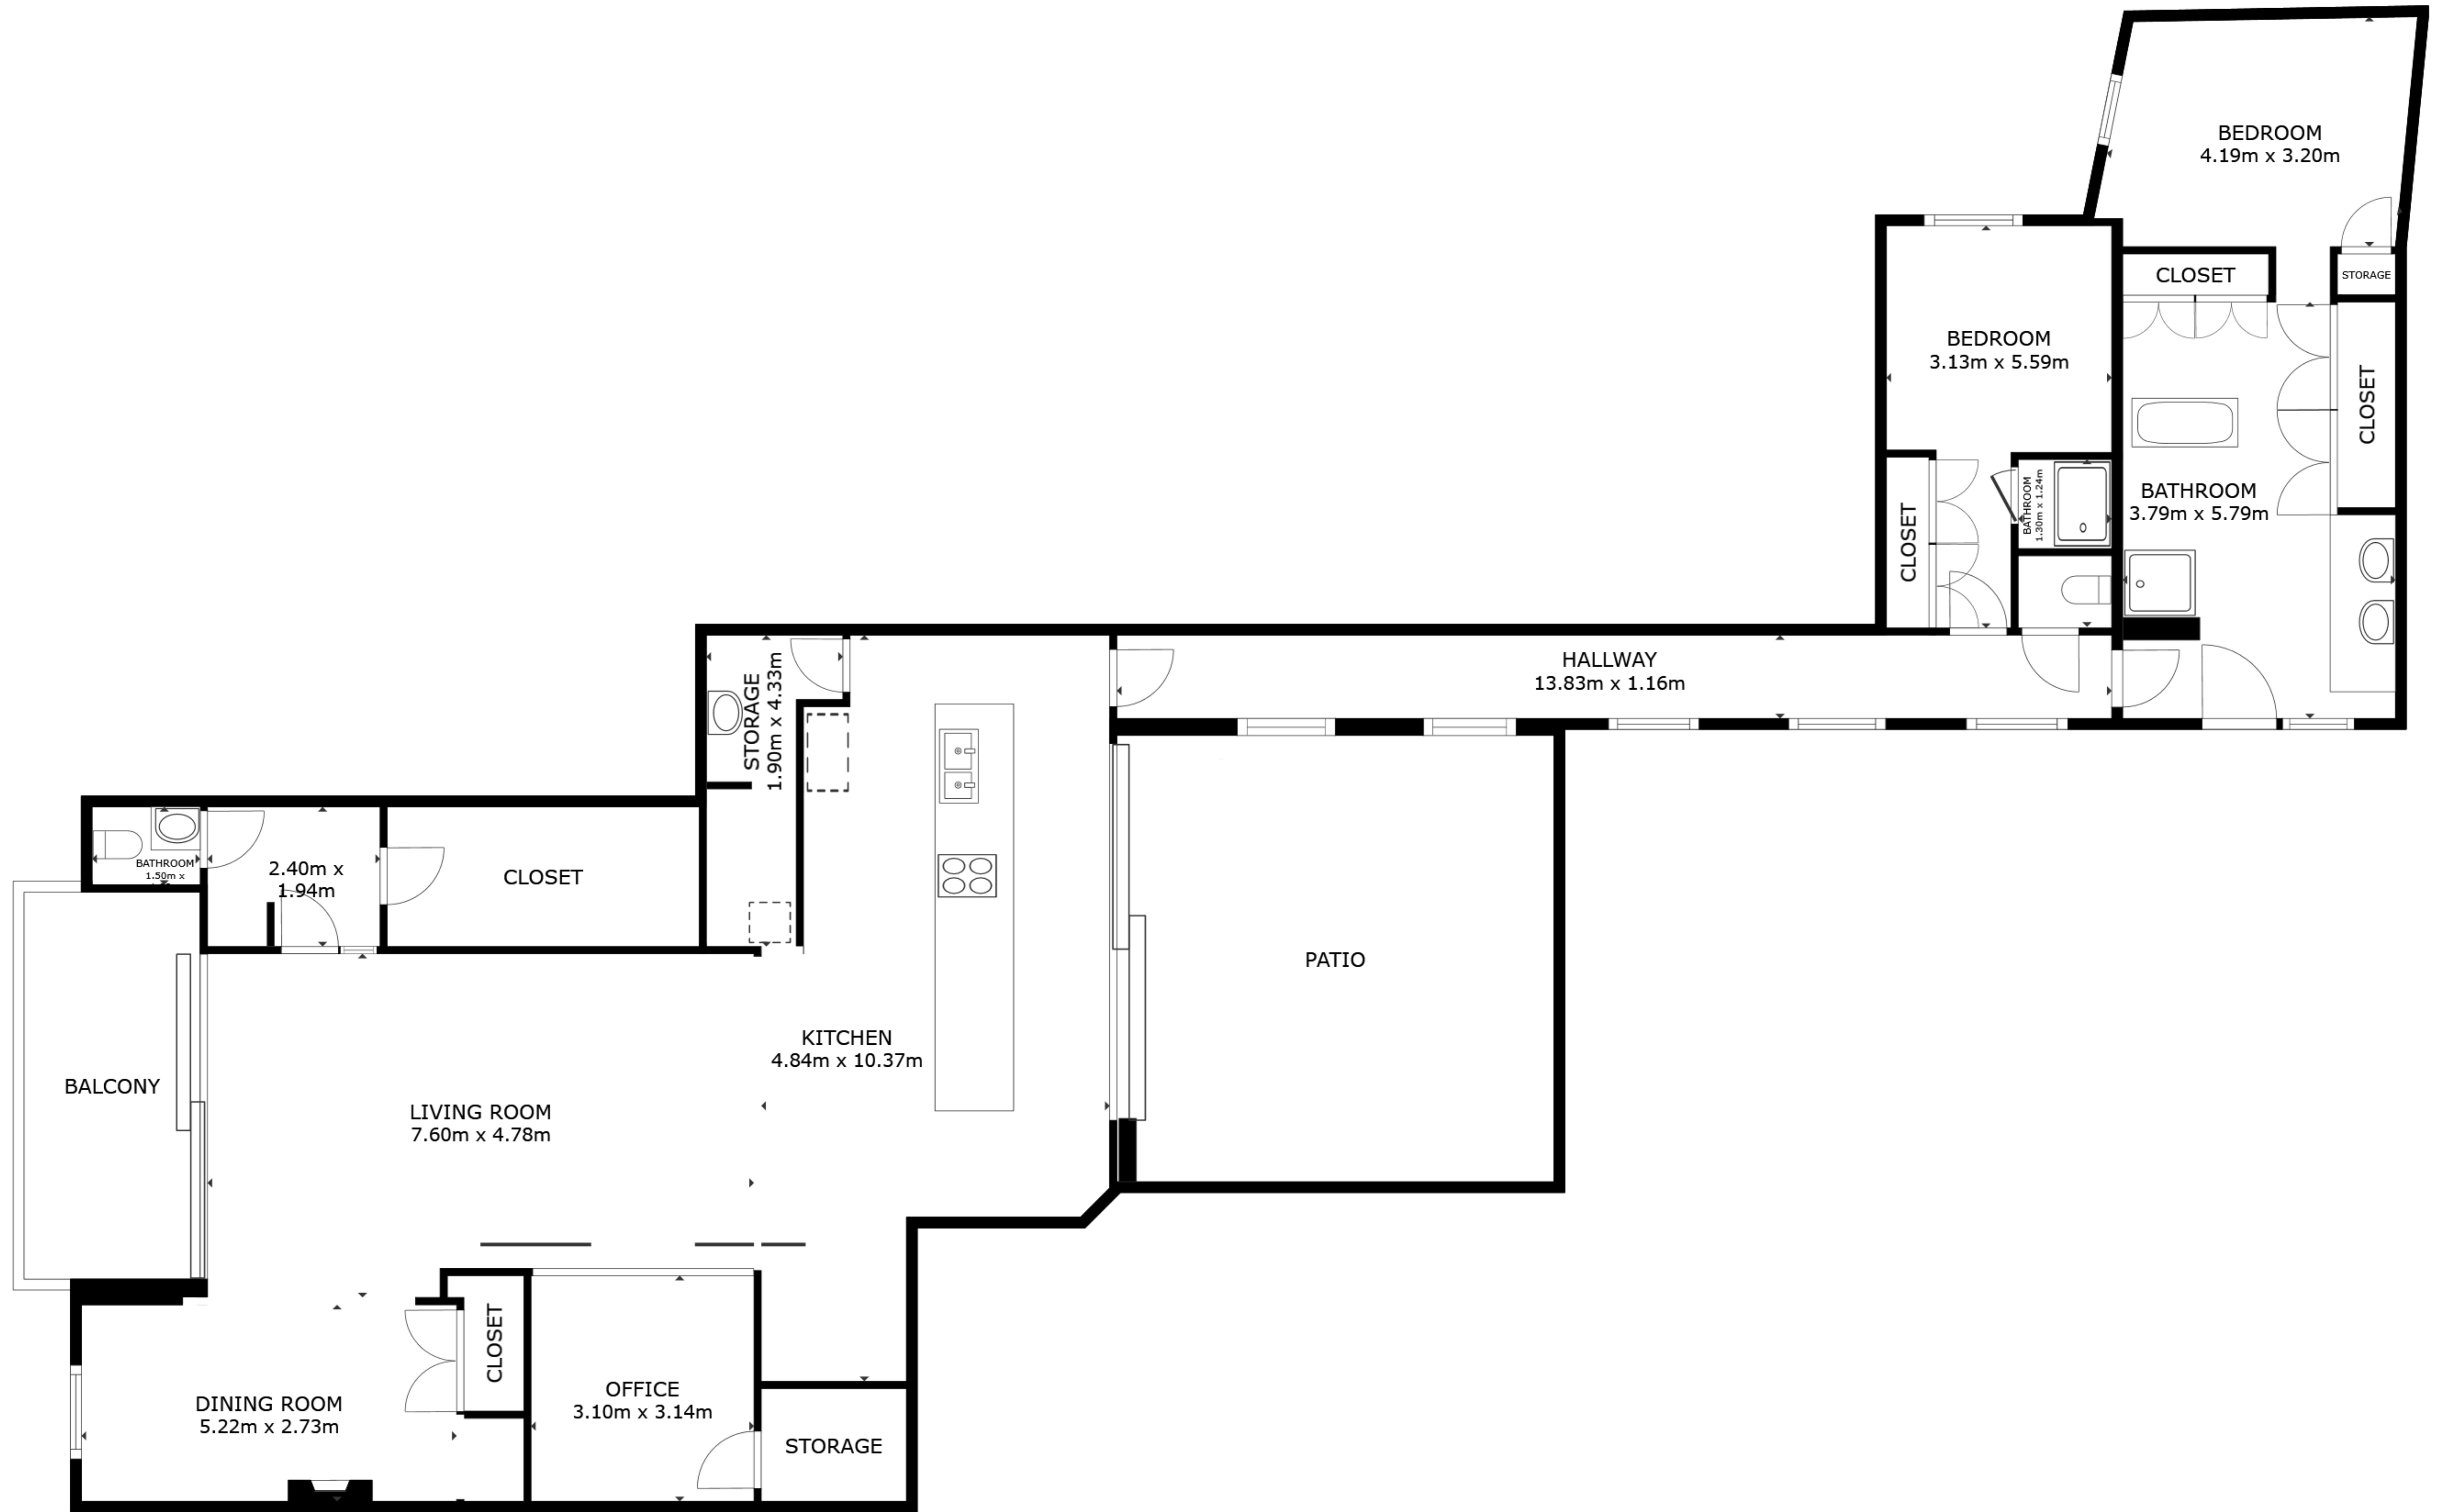 BEDROOM
4.19m x 3.20m
CLOSET
STORAGE
BEDROOM
3.13m x 5.59m
CLOSET
BATHROOM
3.79m x 5.79m
BATHROOM
1.30m x 1.24m
CLOSET
HALLWAY
13.83m x 1.16m
STORAGE
1.90m x 4.33m
BATHROOM
1.50m x
2.40m x
1.94m
CLOSET
PATIO
KITCHEN
4.84m x 10.37m
BALCONY
LIVING ROOM
7.60m x 4.78m
CLOSET
DINING ROOM
5.22m x 2.73m
OFFICE
3.10m x 3.14m
STORAGE